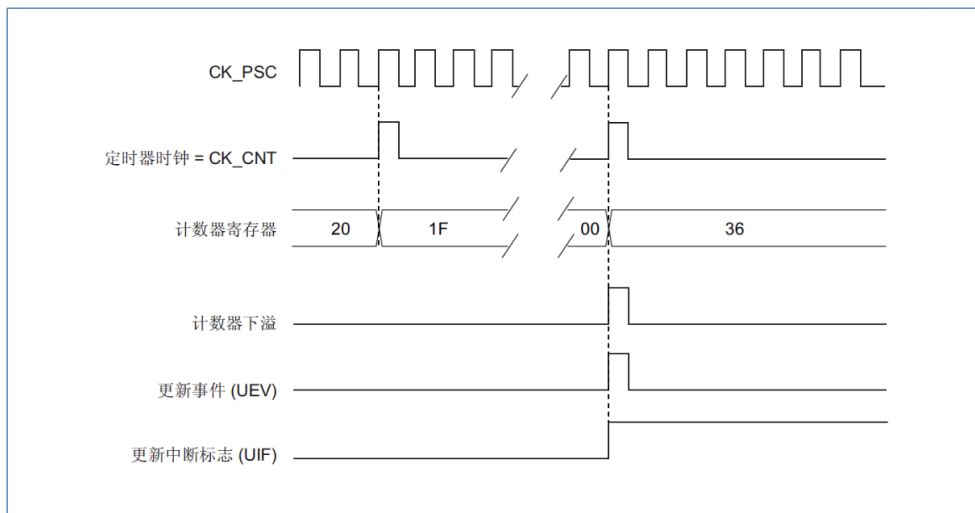 CK_PSC
定时器时钟 = CK_CNT
计数器寄存器
20
1F
00
36
计数器下溢
更新事件 (UEV)
更新中断标志 (UIF)